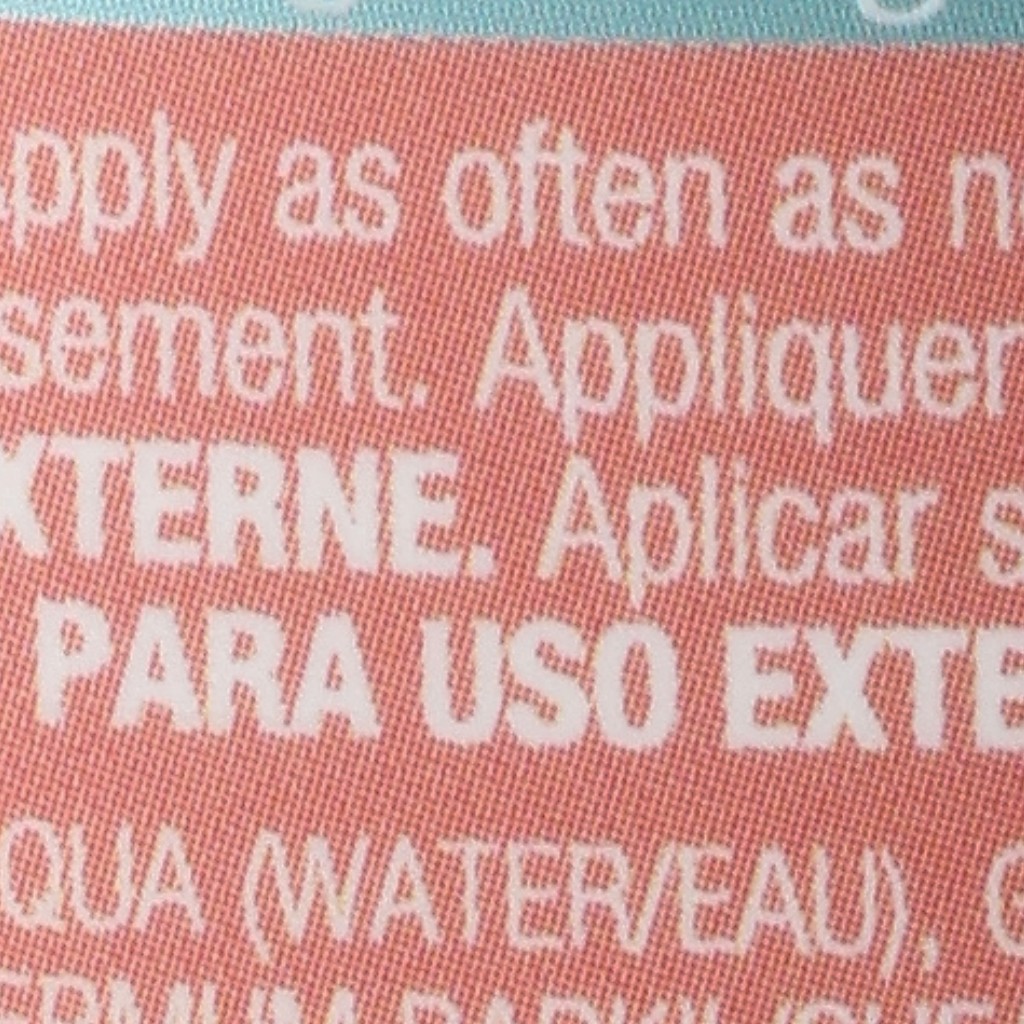 pply as often as n
sement. Appliquer
XTERNE. Aplicar s
PARA USO EXTE
QUA (WATER/EAU), G